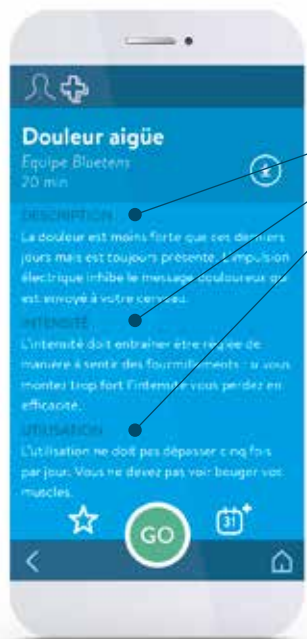 Douleur aigüe
Equipe Bluetens
20 min
DESCRIPTION
La douleur est moins forte que ces derniers
jours mais est toujours présente. L'impulsion
électrique inhibe le message douloureux qui
est envoyé à votre cerveau.
INTENSITÉ
L'intensité doit entraîner être réglée de
manière à sentir des fourmillements : si vous
montez trop fort l'intensité vous perdez en
efficacité.
UTILISATION
L'utilisation ne doit pas dépasser cinq fois
par jour. Vous ne devez pas voir bouger vos
muscles.
31
GO